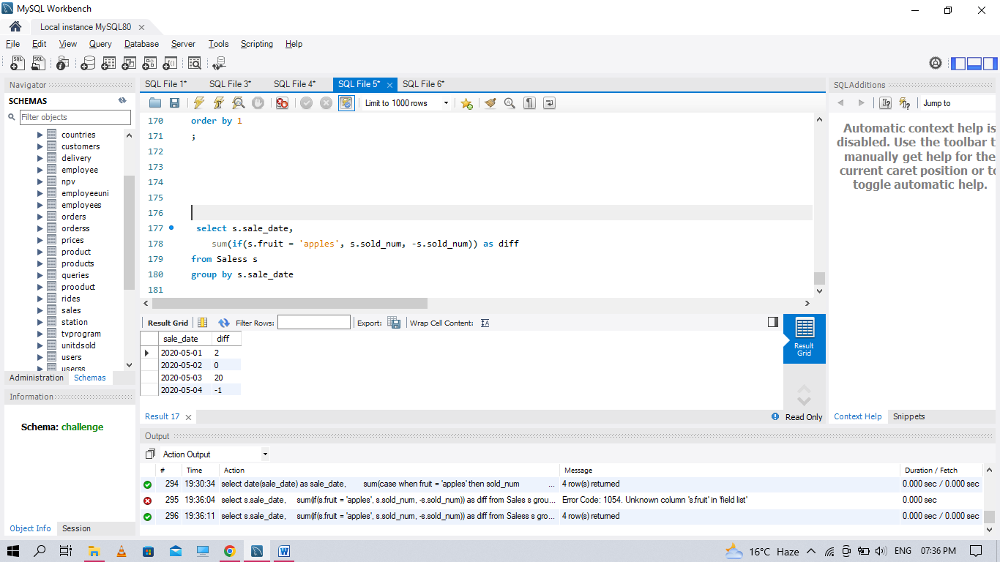 MySQL Workbench
Local instance MySQL80
File Edit View Query Database Server Tools Scripting Help
Navigator
SCHEMAS
Filter objects
countries
customers
delivery
employee
npv
employeeuni
employees
orders
orderss
prices
product
products
queries
prooduct
rides
sales
station
tvprogram
unitdsold
users
userss
Administration Schemas
Information
Schema: challenge
Object Info Session
SQL File 1* SQL File 3* SQL File 4* SQL File 5* SQL File 6*
Limit to 1000 rows
170 order by 1
171 ;
172
173
174
175
176
177 select s.sale_date,
178 sum(if(s.fruit = 'apples', s.sold_num, -s.sold_num)) as diff
179 from Saless s
180 group by s.sale_date
181
Result Grid Filter Rows: Export: Wrap Cell Content:
sale_date diff
2020-05-01 2
2020-05-02 0
2020-05-03 20
2020-05-04 -1
Result Grid
Result 17 Read Only
SQLAdditions
Jump to
Automatic context help is
disabled. Use the toolbar t
manually get help for the
current caret position or to
toggle automatic help.
Context Help Snippets
Output
Action Output
# Time Action Message Duration / Fetch
294 19:30:34 select date(sale_date) as sale_date, sum(case when fruit = 'apples' then sold_num ... 4 row(s) returned 0.000 sec / 0.000 sec
295 19:36:04 select s.sale_date, sum(if(s.fruit = 'apples', s.sold_num, -s.sold_num)) as diff from Sales s grou... Error Code: 1054. Unknown column 's.fruit' in 'field list' 0.000 sec
296 19:36:11 select s.sale_date, sum(if(s.fruit = 'apples', s.sold_num, -s.sold_num)) as diff from Saless s gro... 4 row(s) returned 0.000 sec / 0.000 sec
16°C Haze ENG 07:36 PM